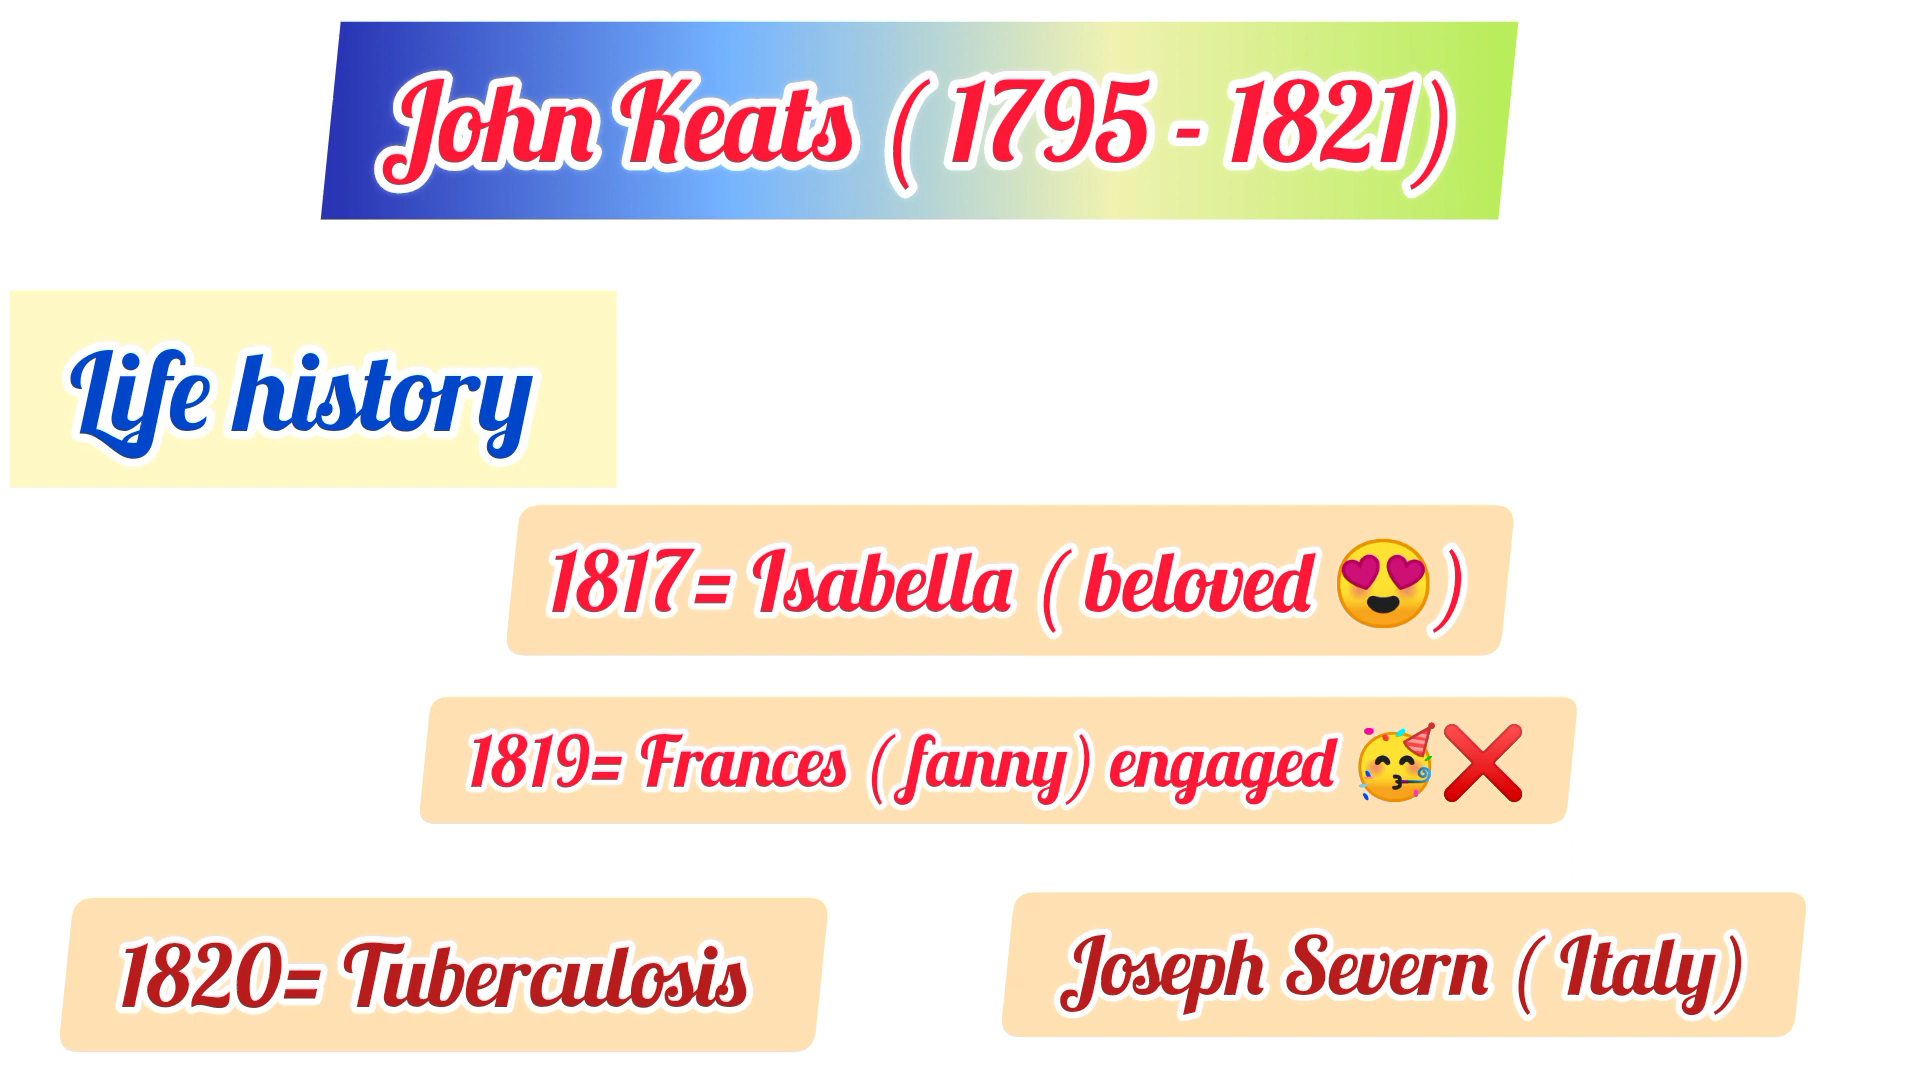 John Keats ( 1795 - 1821)
Life history
1817= Isabella ( beloved 😍)
1819= Frances (fanny) engaged 🥳❌
1820= Tuberculosis
Joseph Severn ( Italy)